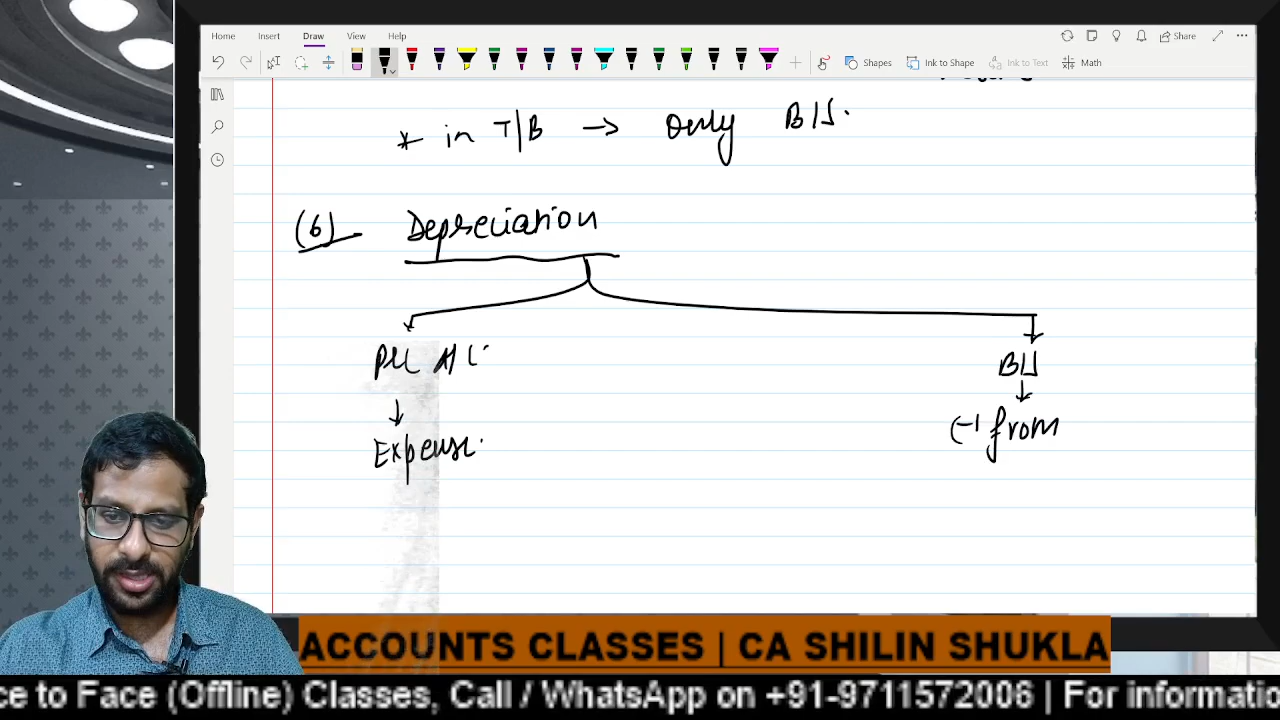 Home Insert Draw View Help Share
Shapes Ink to Shape Ink to Text Math
* in T/B → Only B/S.
(6) Depreciation
P&L A/c B/S
↓ ↓
Expense. (-) from
ACCOUNTS CLASSES | CA SHILIN SHUKLA
ce to Face (Offline) Classes, Call / WhatsApp on +91-9711572006 | For informatio